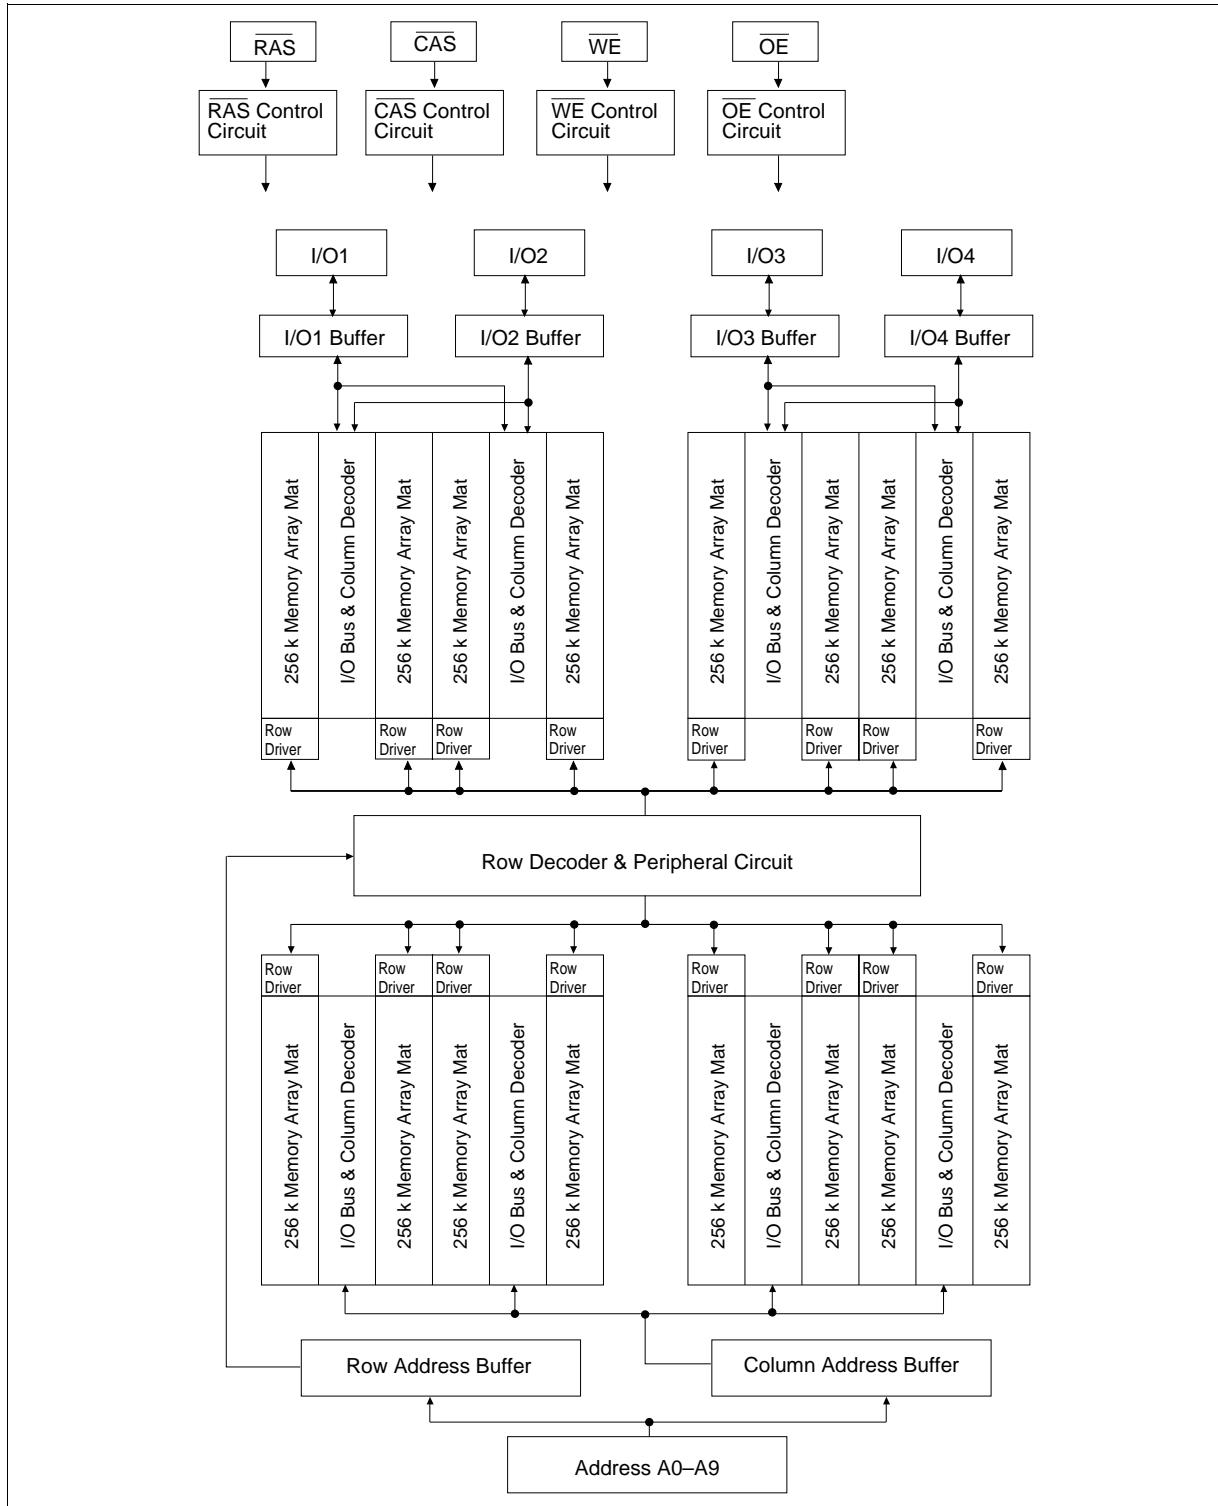 RAS
CAS
WE
OE
RAS Control
Circuit
CAS Control
Circuit
WE Control
Circuit
OE Control
Circuit
I/O1
I/O2
I/O3
I/O4
I/O1 Buffer
I/O2 Buffer
I/O3 Buffer
I/O4 Buffer
256 k Memory Array Mat
I/O Bus & Column Decoder
256 k Memory Array Mat
256 k Memory Array Mat
I/O Bus & Column Decoder
256 k Memory Array Mat
256 k Memory Array Mat
I/O Bus & Column Decoder
256 k Memory Array Mat
256 k Memory Array Mat
I/O Bus & Column Decoder
256 k Memory Array Mat
Row
Driver
Row
Driver
Row
Driver
Row
Driver
Row
Driver
Row
Driver
Row
Driver
Row
Driver
Row Decoder & Peripheral Circuit
Row
Driver
Row
Driver
Row
Driver
Row
Driver
Row
Driver
Row
Driver
Row
Driver
Row
Driver
256 k Memory Array Mat
I/O Bus & Column Decoder
256 k Memory Array Mat
256 k Memory Array Mat
I/O Bus & Column Decoder
256 k Memory Array Mat
256 k Memory Array Mat
I/O Bus & Column Decoder
256 k Memory Array Mat
256 k Memory Array Mat
I/O Bus & Column Decoder
256 k Memory Array Mat
Row Address Buffer
Column Address Buffer
Address A0–A9